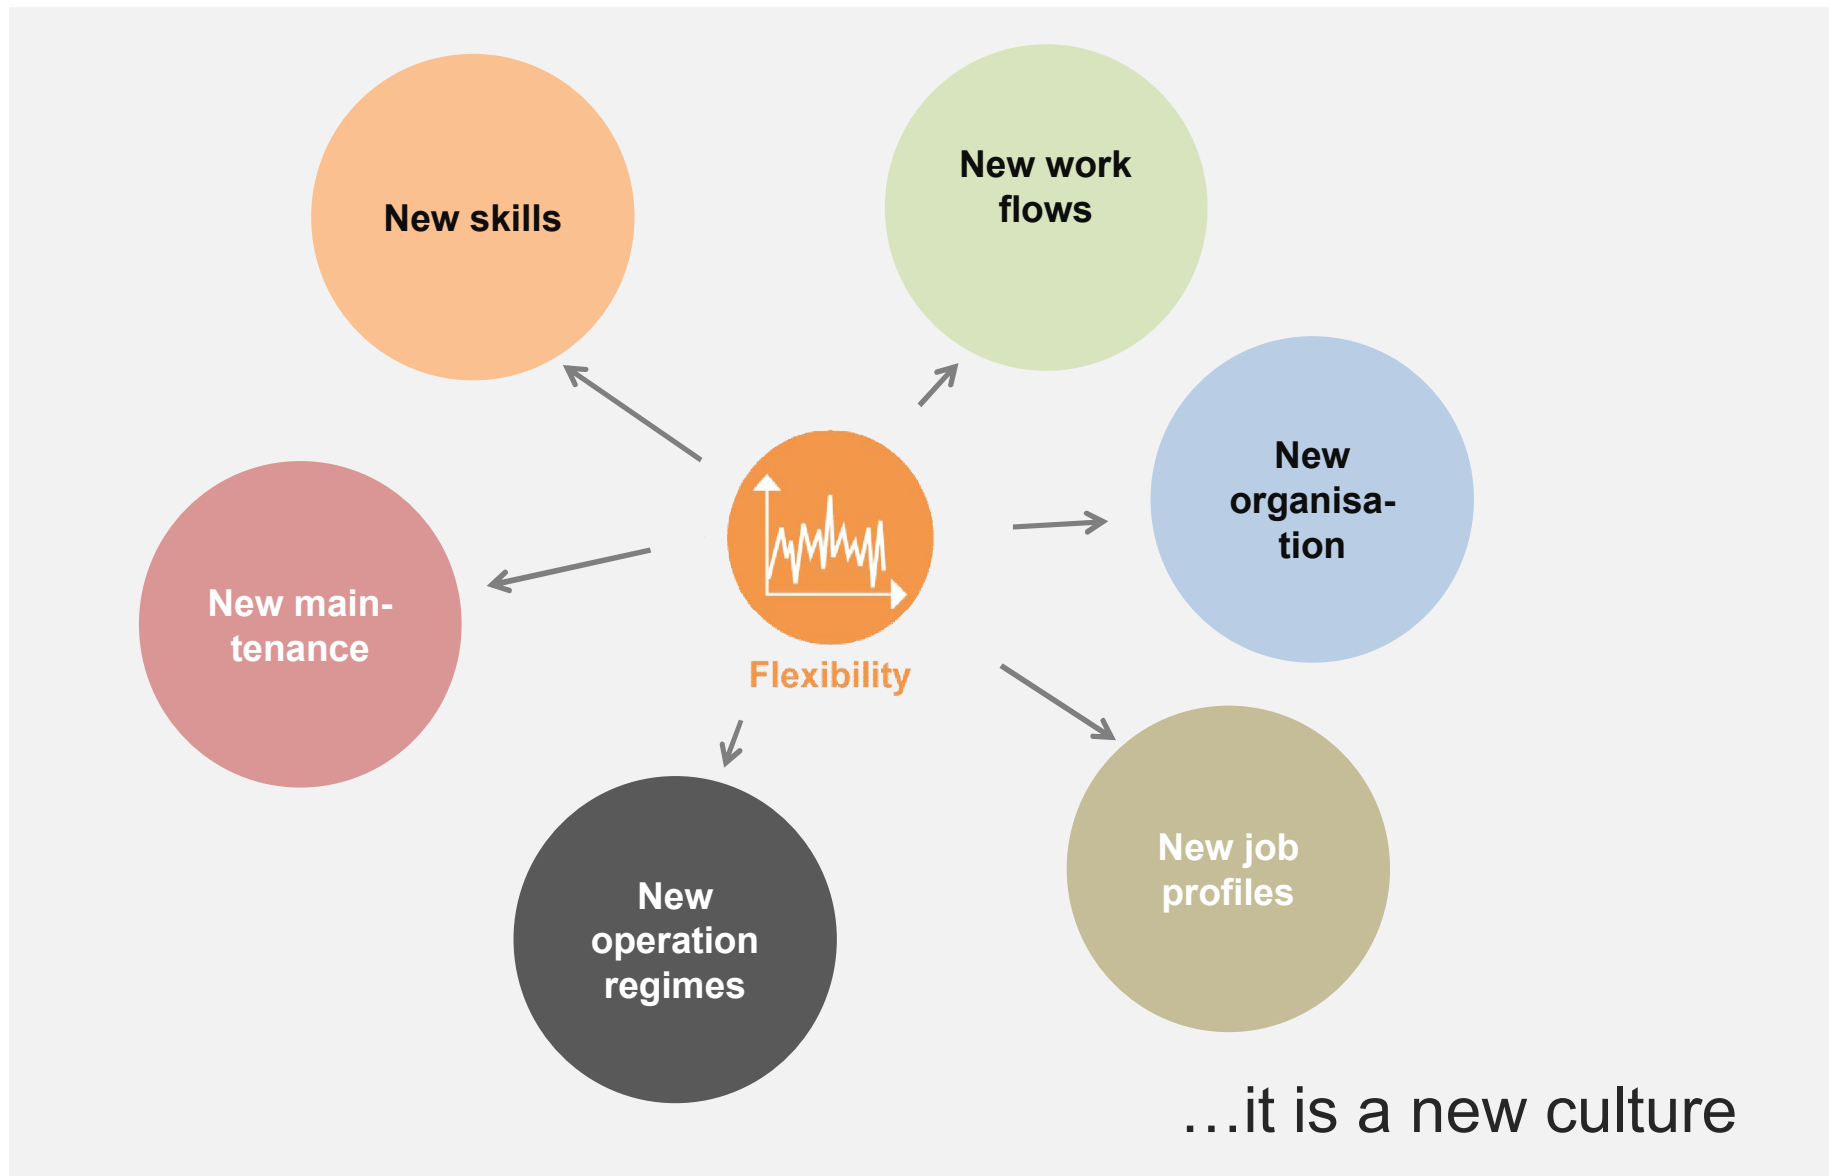 New skills
New work
flows
New
organisa-
tion
New main-
tenance
Flexibility
New job
profiles
New
operation
regimes
…it is a new culture